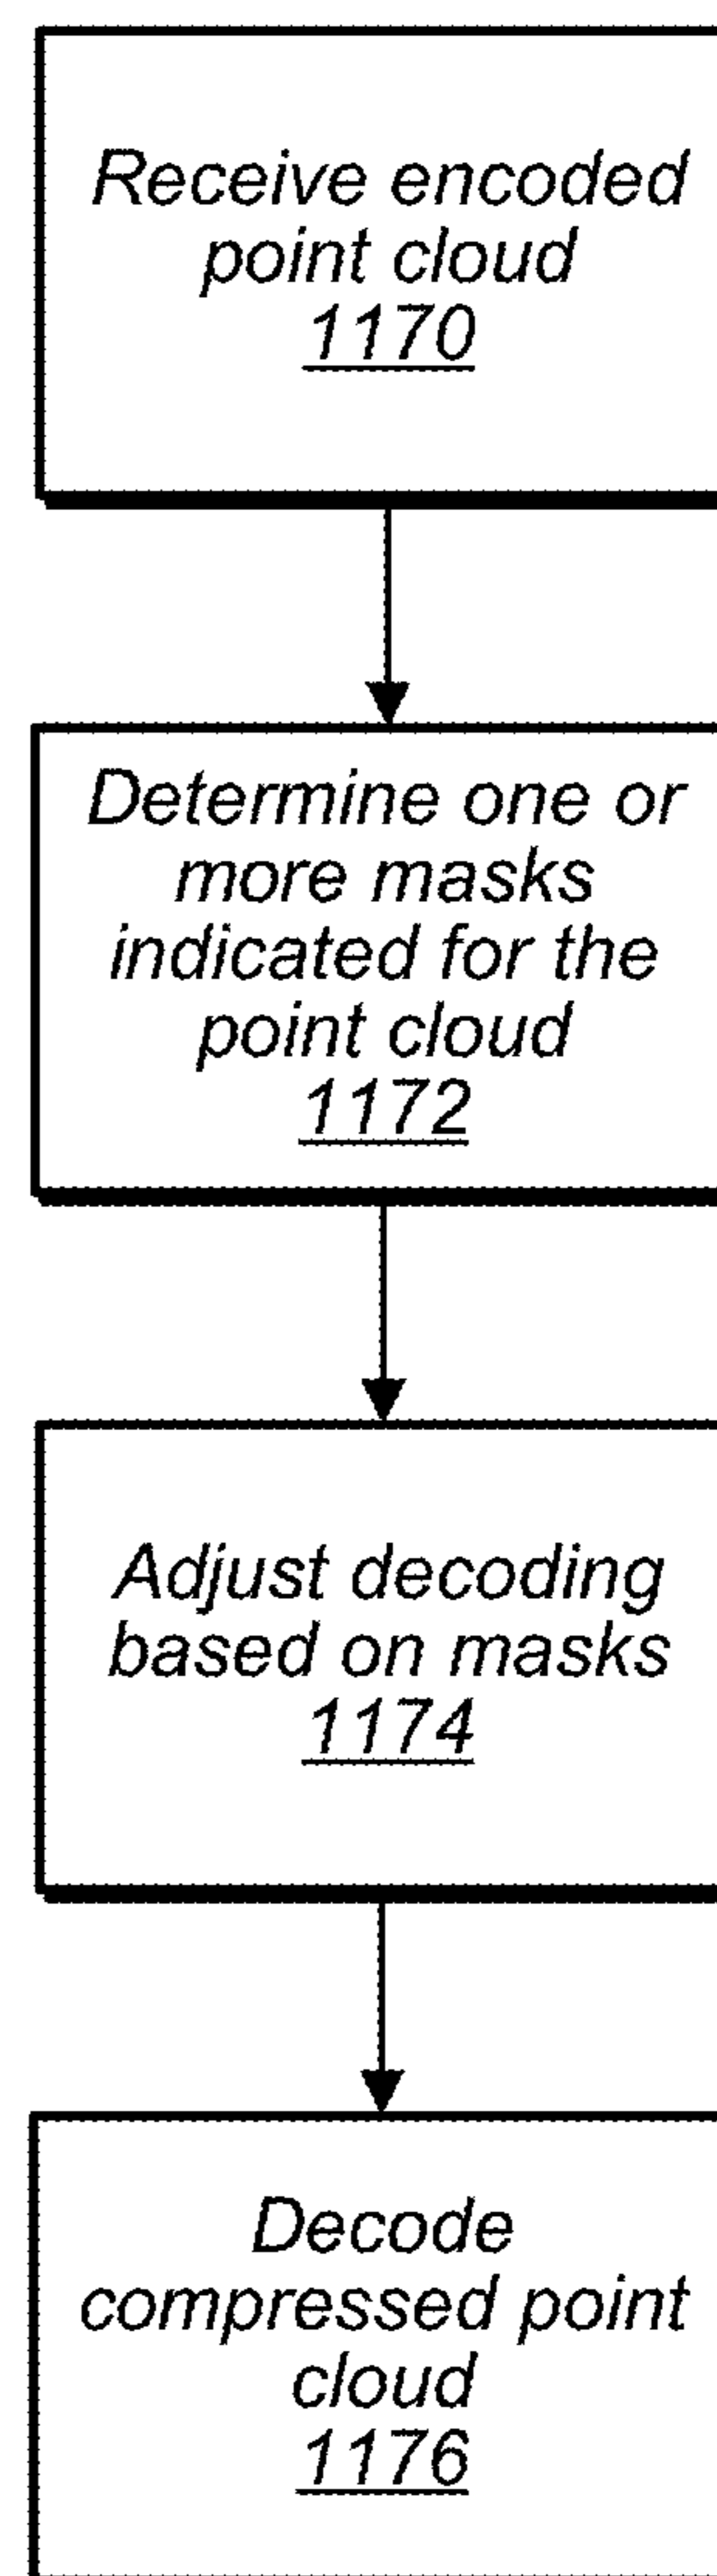 Receive encoded
point cloud
1170
Determine one or
more masks
indicated for the
point cloud
1172
Adjust decoding
based on masks
1174
Decode
compressed point
cloud
1176